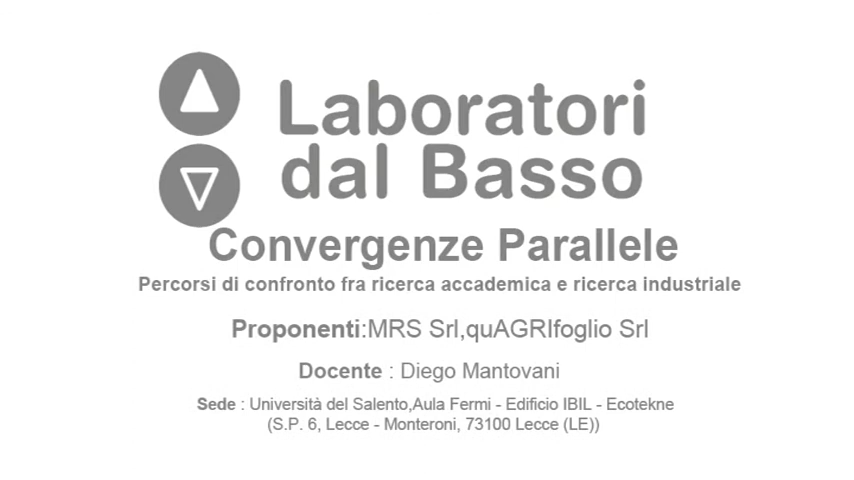 Laboratori
dal Basso
Convergenze Parallele
Percorsi di confronto fra ricerca accademica e ricerca industriale
Proponenti:MRS Srl,quAGRIfoglio Srl
Docente : Diego Mantovani
Sede : Università del Salento,Aula Fermi - Edificio IBIL - Ecotekne
(S.P. 6, Lecce - Monteroni, 73100 Lecce (LE))